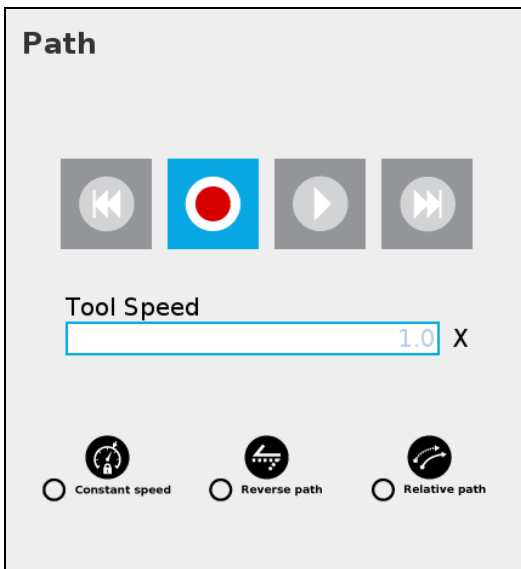 Path
Tool Speed
1.0 X
Constant speed
Reverse path
Relative path